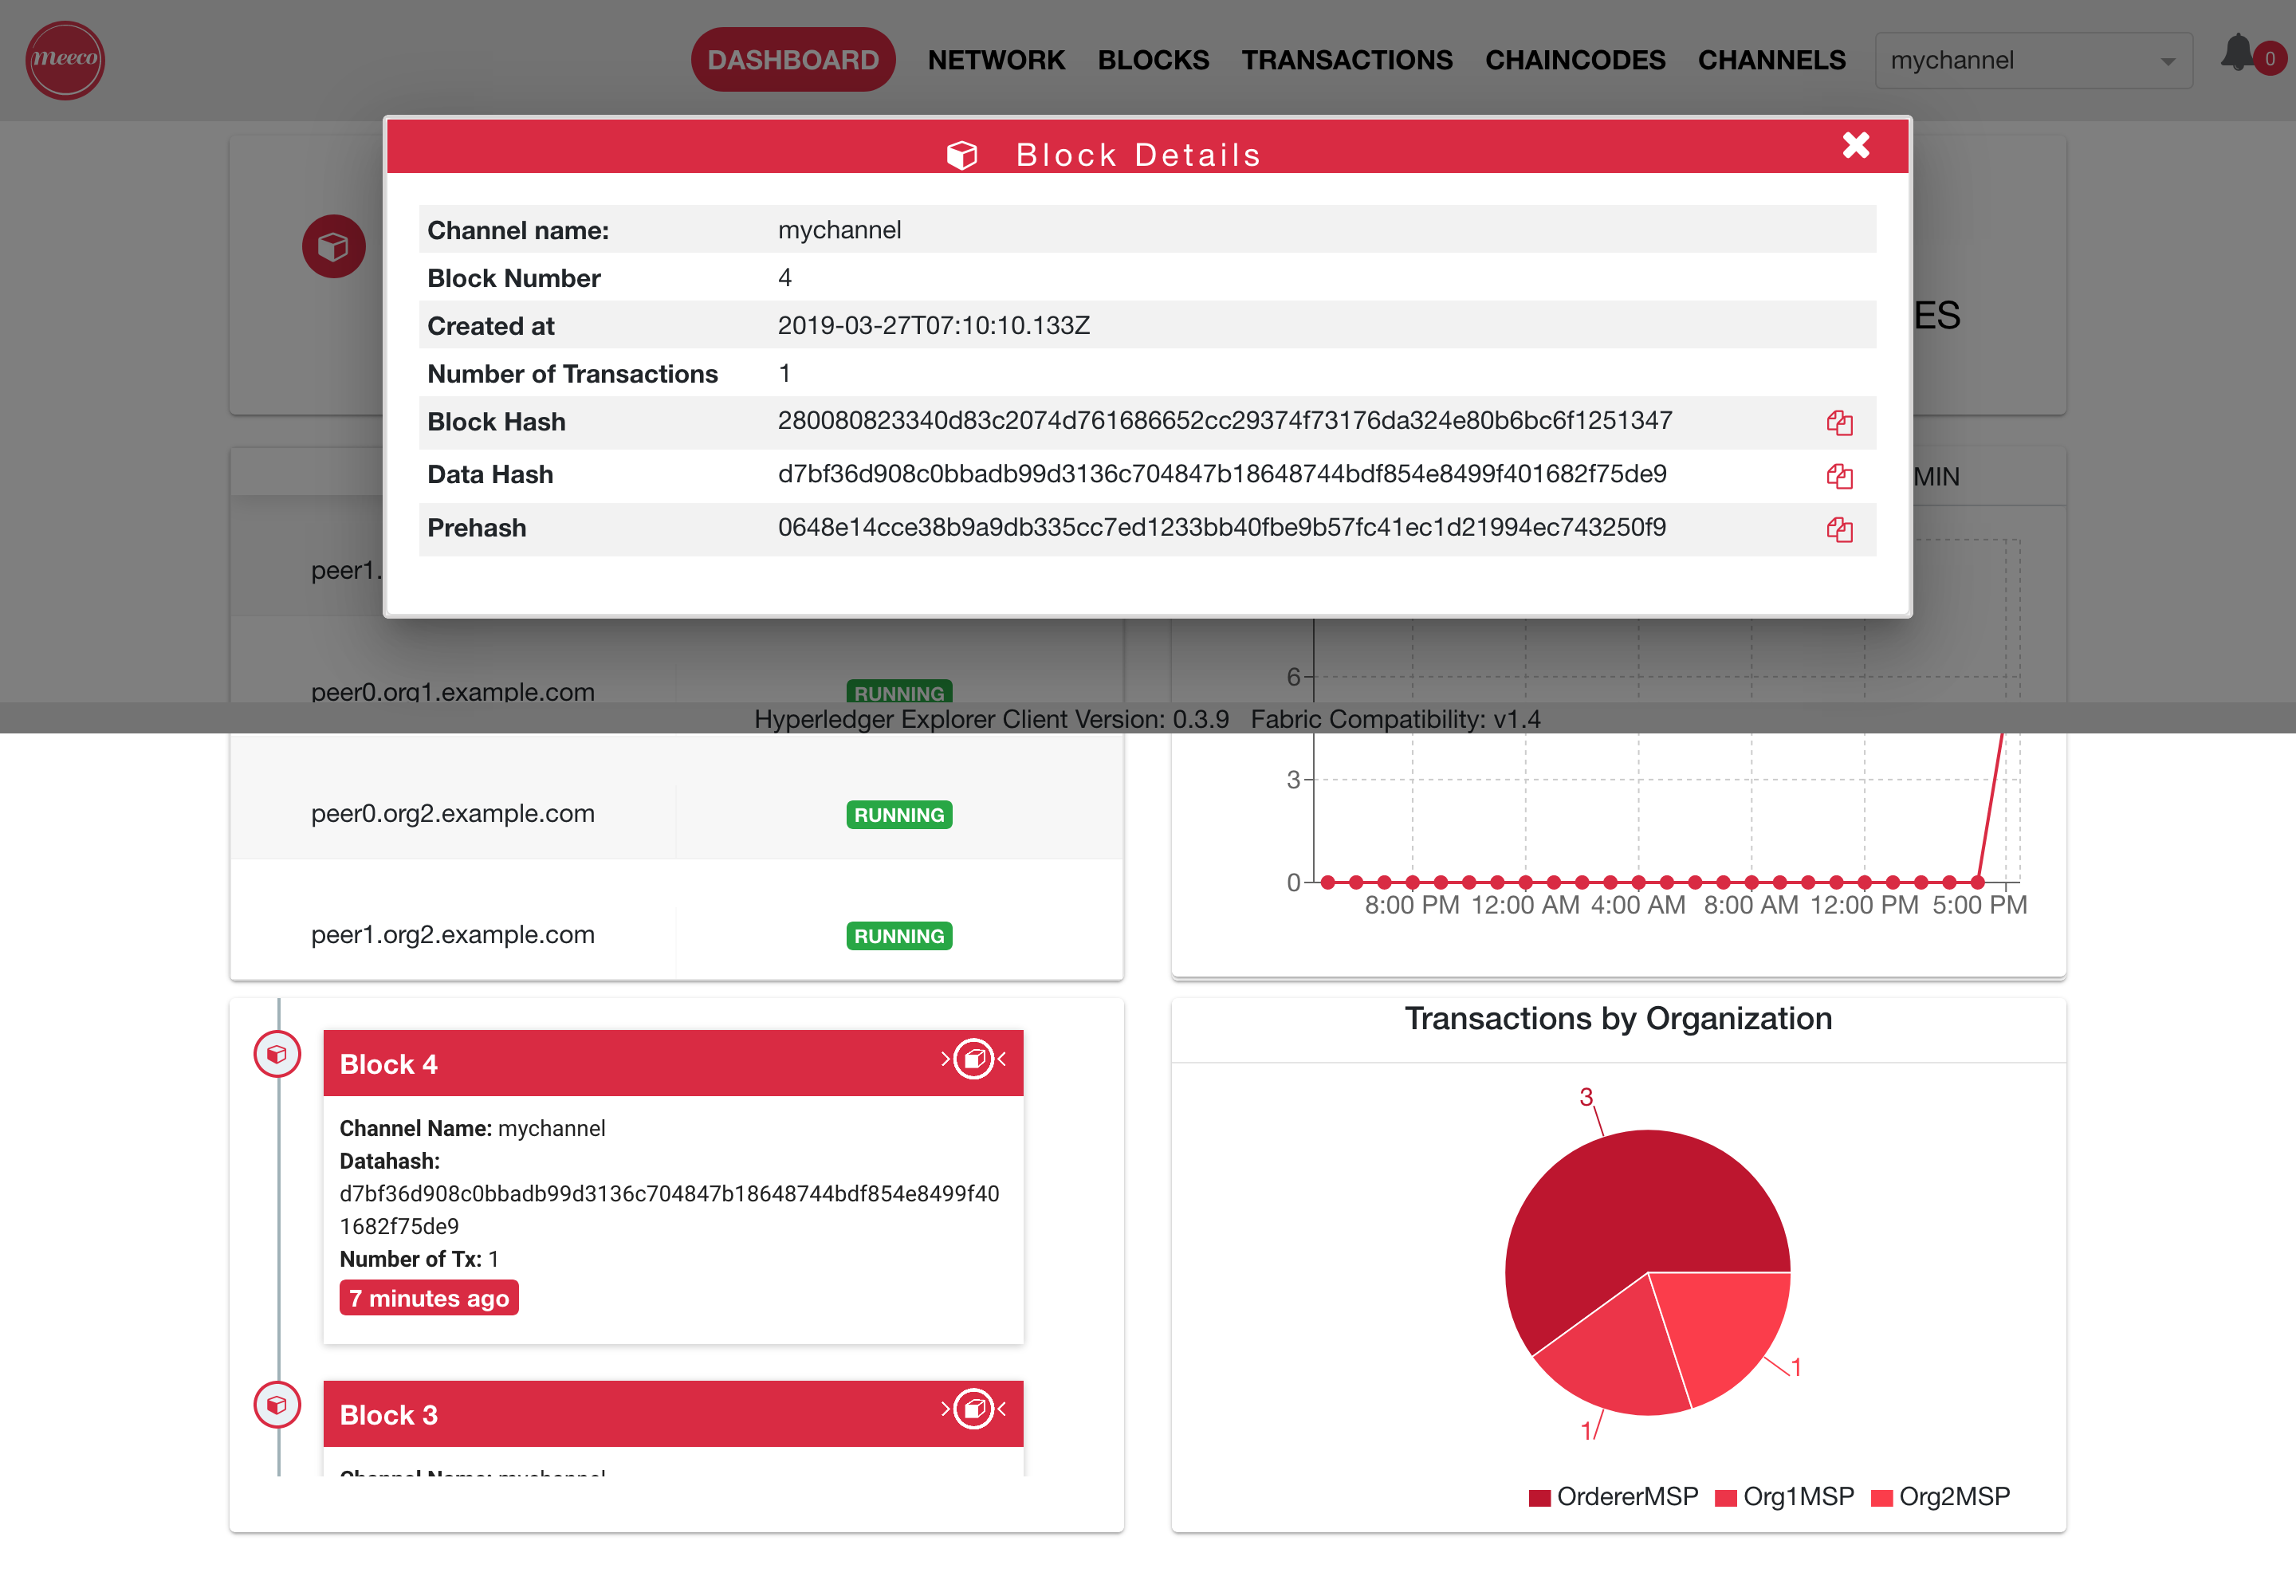 meeco
DASHBOARD NETWORK BLOCKS TRANSACTIONS CHAINCODES CHANNELS mychannel 0
Block Details
Channel name: mychannel
Block Number 4
Created at 2019-03-27T07:10:10.133Z
Number of Transactions 1
Block Hash 280080823340d83c2074d761686652cc29374f73176da324e80b6bc6f1251347
Data Hash d7bf36d908c0bbadb99d3136c704847b18648744bdf854e8499f401682f75de9
Prehash 0648e14cce38b9a9db335cc7ed1233bb40fbe9b57fc41ec1d21994ec743250f9
ES
MIN
peer1.
peer0.org1.example.com RUNNING
Hyperledger Explorer Client Version: 0.3.9 Fabric Compatibility: v1.4
peer0.org2.example.com RUNNING
peer1.org2.example.com RUNNING
6
3
0
8:00 PM 12:00 AM 4:00 AM 8:00 AM 12:00 PM 5:00 PM
Block 4
Channel Name: mychannel
Datahash:
d7bf36d908c0bbadb99d3136c704847b18648744bdf854e8499f40
1682f75de9
Number of Tx: 1
7 minutes ago
Block 3
Channel Name: mychannel
Transactions by Organization
3
1
1
OrdererMSP Org1MSP Org2MSP